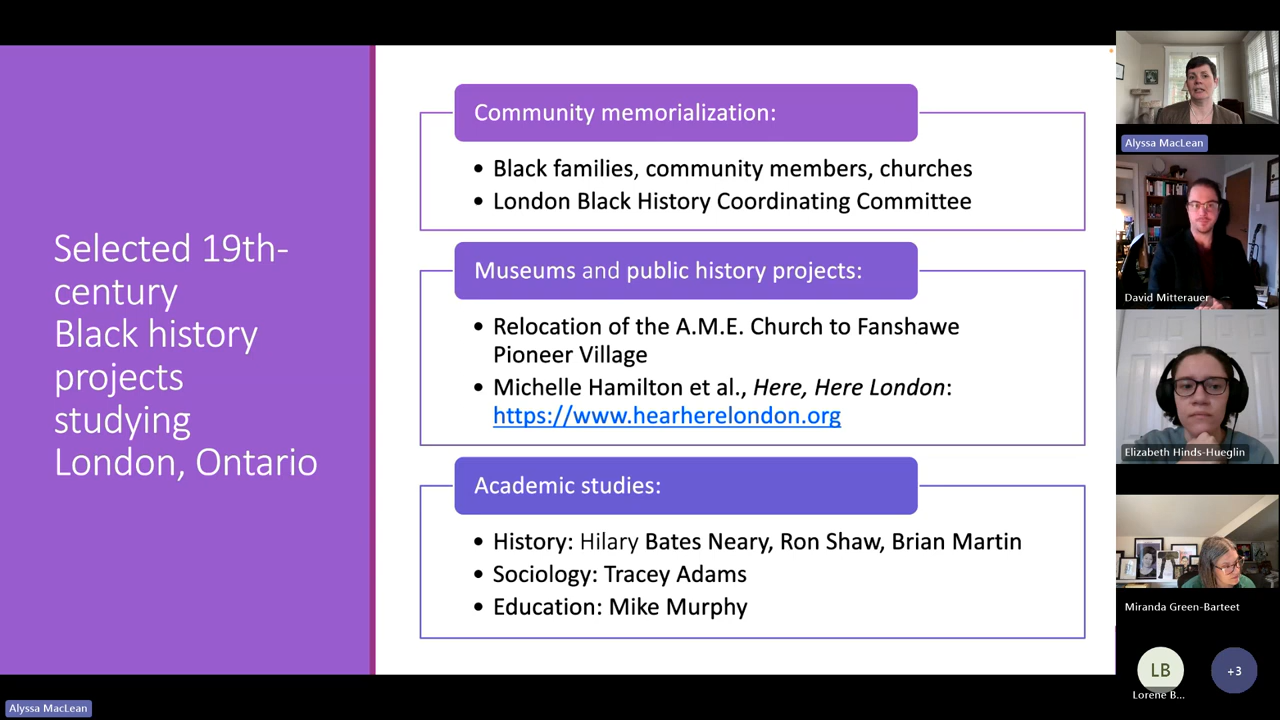 Selected 19th-
century
Black history
projects
studying
London, Ontario
Community memorialization:
• Black families, community members, churches
• London Black History Coordinating Committee
Museums and public history projects:
• Relocation of the A.M.E. Church to Fanshawe
Pioneer Village
• Michelle Hamilton et al., Here, Here London:
https://www.hearherelondon.org
Academic studies:
• History: Hilary Bates Neary, Ron Shaw, Brian Martin
• Sociology: Tracey Adams
• Education: Mike Murphy
Alyssa MacLean
David Mitterauer
Elizabeth Hinds-Hueglin
Miranda Green-Barteet
LB
Lorene B...
+3
Alyssa MacLean